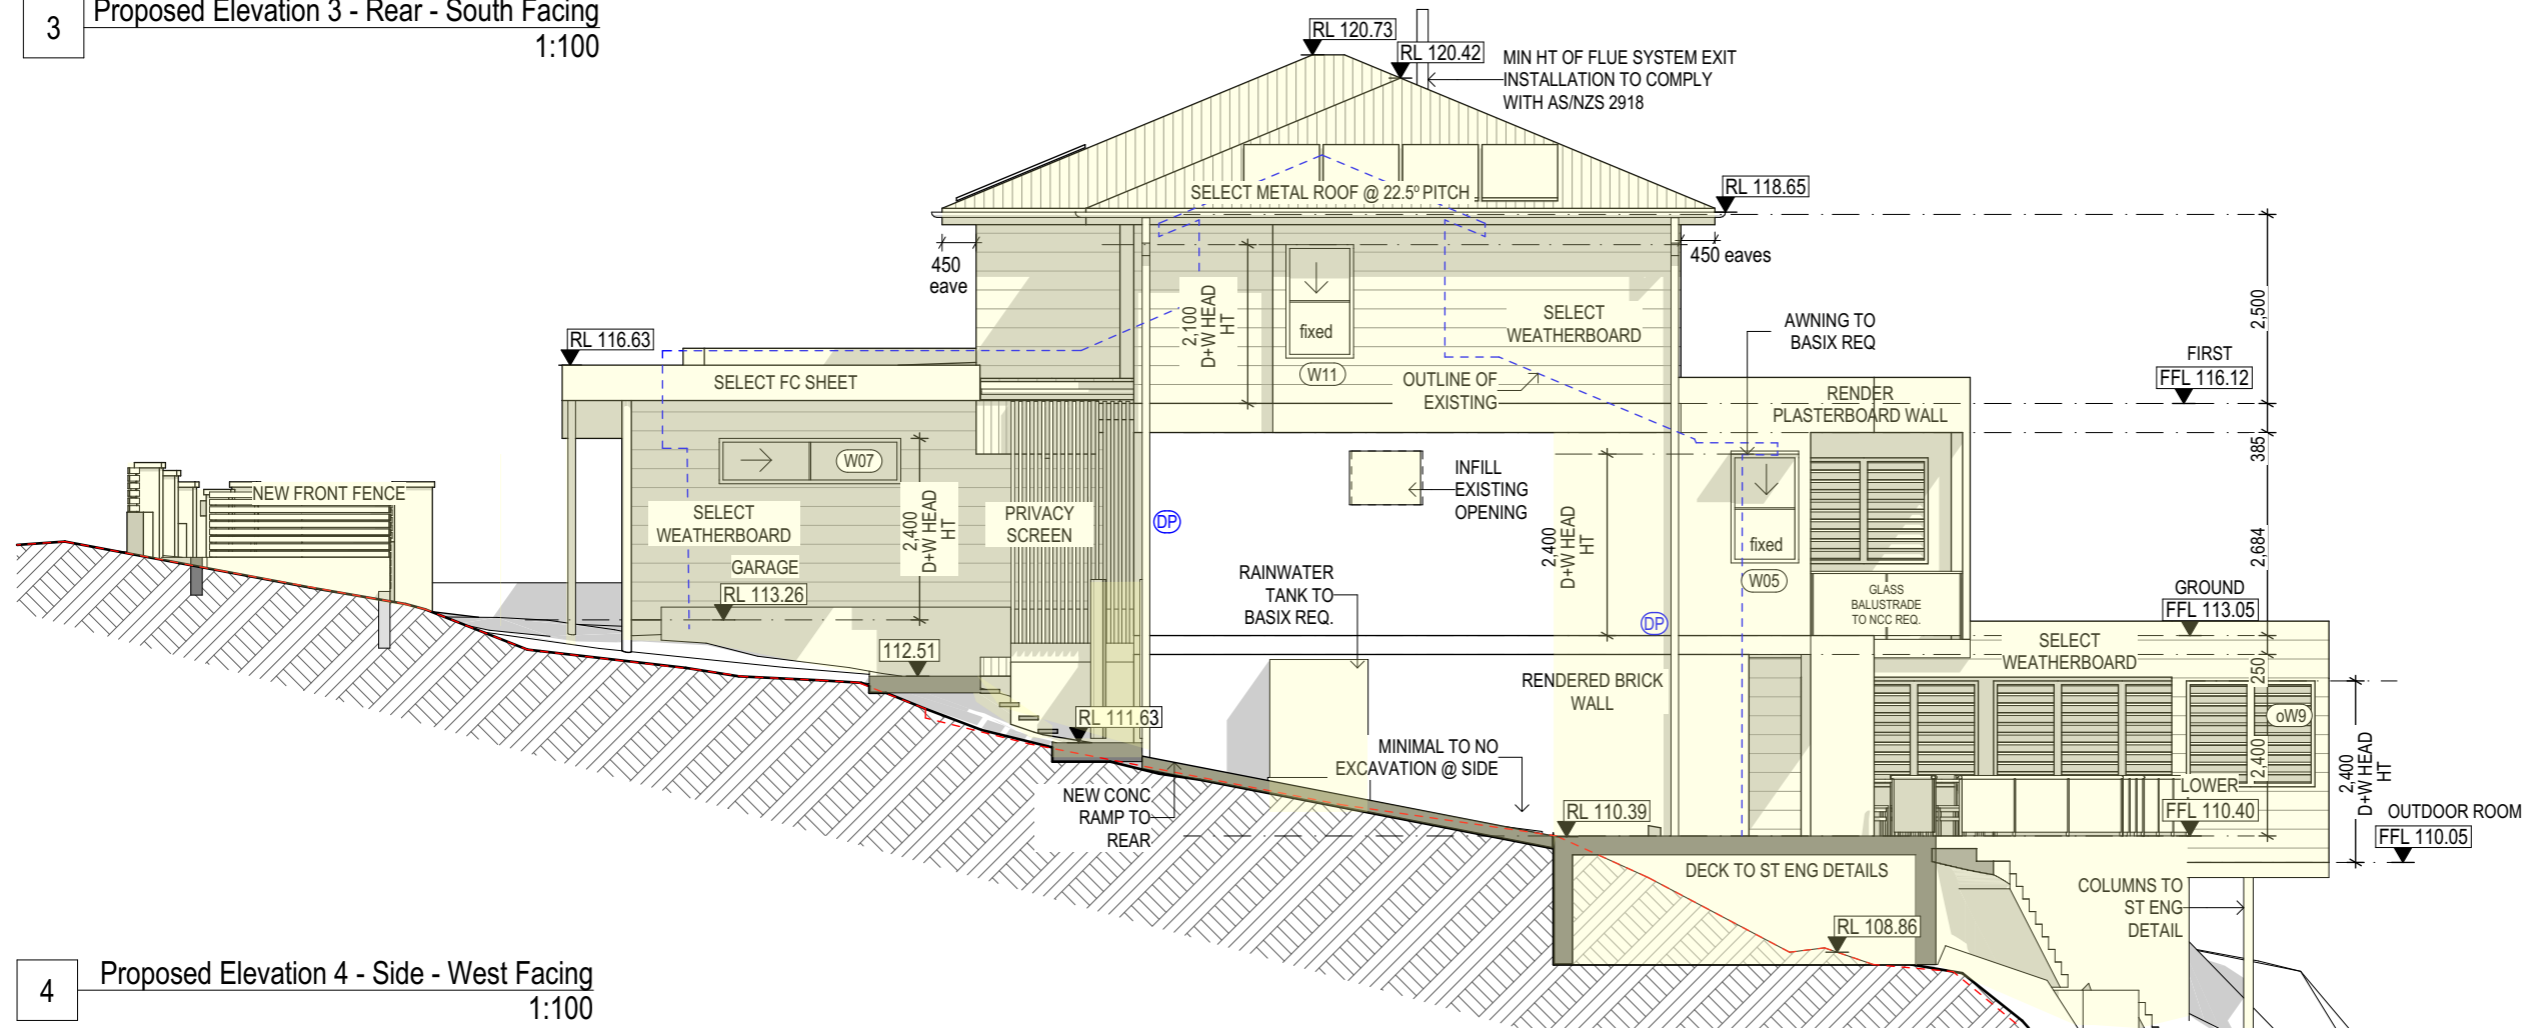 3
Proposed Elevation 3 - Rear - South Facing
1:100
RL 120.73
RL 120.42
MIN HT OF FLUE SYSTEM EXIT
INSTALLATION TO COMPLY
WITH AS/NZS 2918
SELECT METAL ROOF @ 22.5º PITCH
RL 118.65
450
eave
450 eaves
2,100
D+W HEAD
HT
fixed
W11
SELECT
WEATHERBOARD
OUTLINE OF
EXISTING
AWNING TO
BASIX REQ
2,500
FIRST
FFL 116.12
RL 116.63
SELECT FC SHEET
RENDER
PLASTERBOARD WALL
385
W07
NEW FRONT FENCE
SELECT
WEATHERBOARD
2,400
D+W HEAD
HT
PRIVACY
SCREEN
DP
INFILL
EXISTING
OPENING
2,400
D+W HEAD
HT
fixed
W05
2,684
GARAGE
RL 113.26
RAINWATER
TANK TO
BASIX REQ.
DP
GLASS
BALUSTRADE
TO NCC REQ.
GROUND
FFL 113.05
112.51
SELECT
WEATHERBOARD
250
RENDERED BRICK
WALL
RL 111.63
oW9
MINIMAL TO NO
EXCAVATION @ SIDE
2,400
2,400
D+W HEAD
HT
NEW CONC
RAMP TO
REAR
RL 110.39
LOWER
FFL 110.40
OUTDOOR ROOM
FFL 110.05
DECK TO ST ENG DETAILS
COLUMNS TO
ST ENG
DETAIL
RL 108.86
4
Proposed Elevation 4 - Side - West Facing
1:100